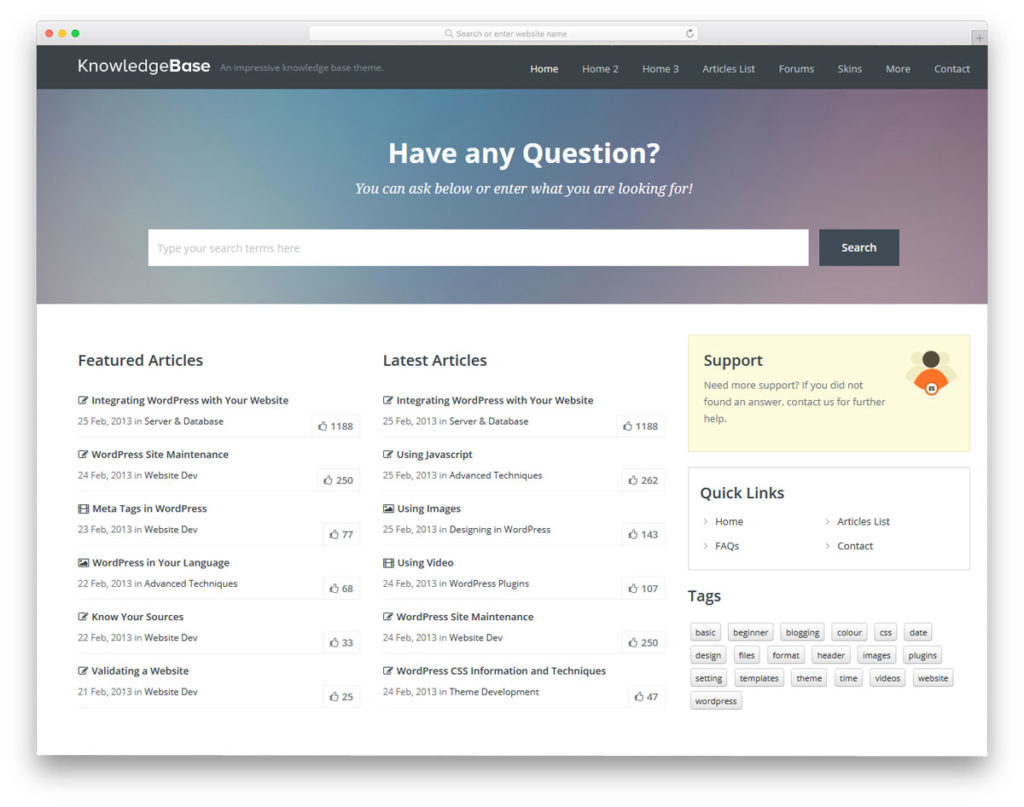 Search or enter website name
KnowledgeBase An impressive knowledge base theme.
Home Home 2 Home 3 Articles List Forums Skins More Contact
Have any Question?
You can ask below or enter what you are looking for!
Type your search terms here
Search
Featured Articles
Integrating WordPress with Your Website
25 Feb, 2013 in Server & Database
1188
WordPress Site Maintenance
24 Feb, 2013 in Website Dev
250
Meta Tags in WordPress
23 Feb, 2013 in Website Dev
77
WordPress in Your Language
22 Feb, 2013 in Advanced Techniques
68
Know Your Sources
22 Feb, 2013 in Website Dev
33
Validating a Website
21 Feb, 2013 in Website Dev
25
Latest Articles
Integrating WordPress with Your Website
25 Feb, 2013 in Server & Database
1188
Using Javascript
25 Feb, 2013 in Advanced Techniques
262
Using Images
25 Feb, 2013 in Designing in WordPress
143
Using Video
24 Feb, 2013 in WordPress Plugins
107
WordPress Site Maintenance
24 Feb, 2013 in Website Dev
250
WordPress CSS Information and Techniques
24 Feb, 2013 in Theme Development
47
Support
Need more support? If you did not
found an answer, contact us for further
help.
Quick Links
Home Articles List
FAQs Contact
Tags
basic beginner blogging colour css date
design files format header images plugins
setting templates theme time videos website
wordpress